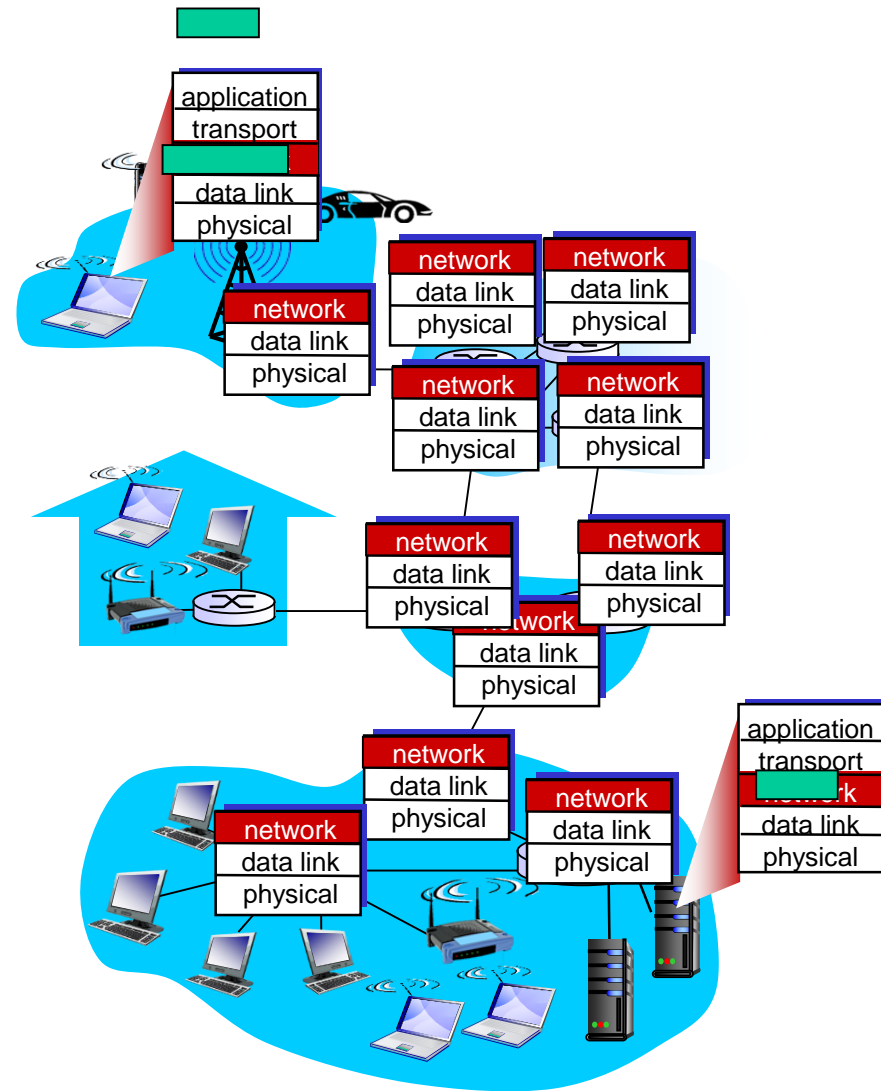 application
transport
data link
physical
network
data link
physical
network
data link
physical
network
data link
physical
network
data link
physical
network
data link
physical
network
data link
physical
network
data link
physical
network
data link
physical
application
transport
network
data link
physical
network
data link
physical
network
data link
physical
network
data link
physical